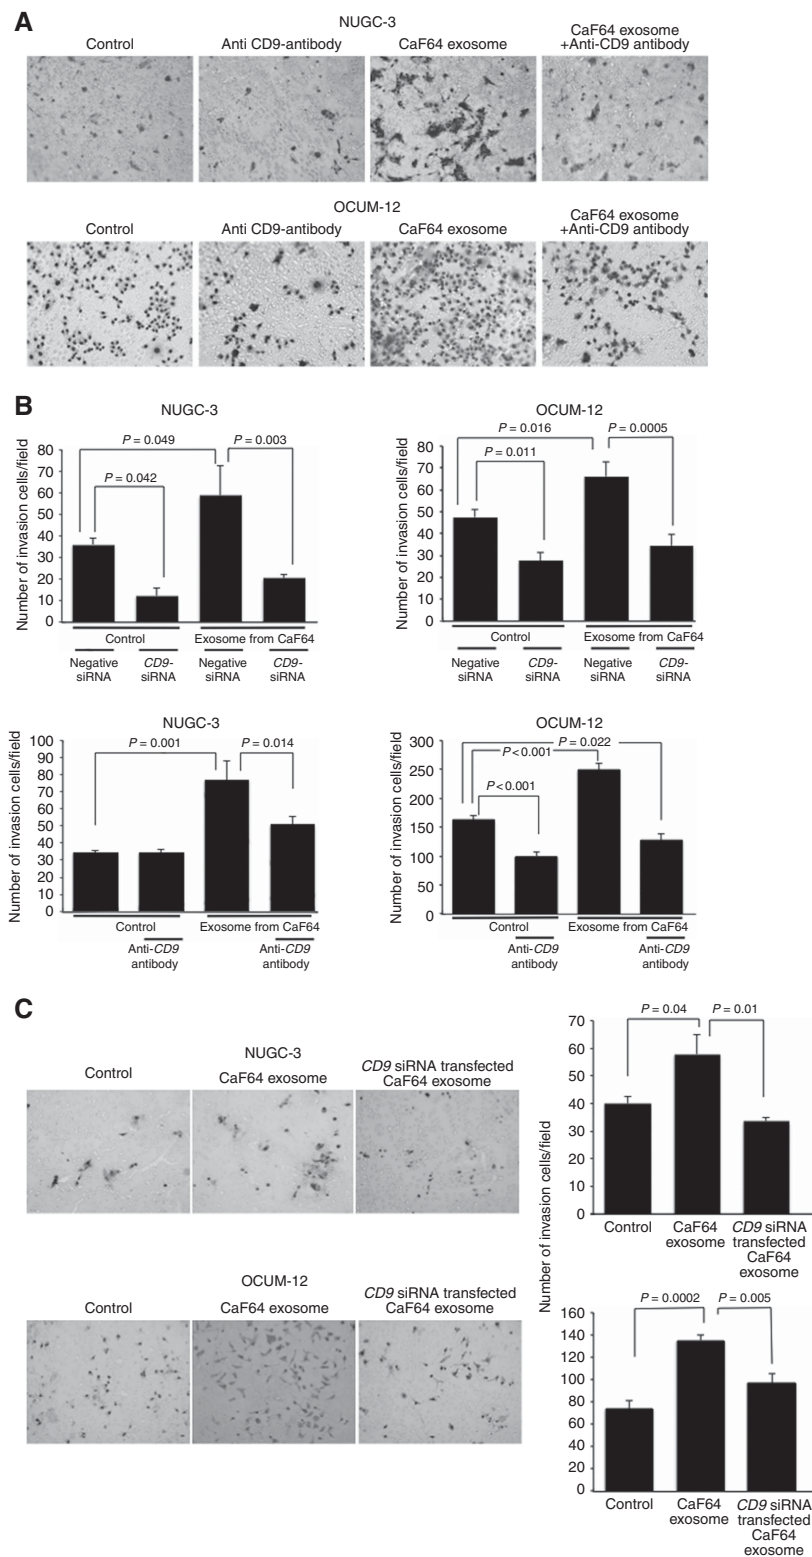 A
NUGC-3
Control
Anti CD9-antibody
CaF64 exosome
CaF64 exosome
+Anti-CD9 antibody
OCUM-12
Control
Anti CD9-antibody
CaF64 exosome
CaF64 exosome
+Anti-CD9 antibody
B
NUGC-3
Number of invasion cells/field
80
70
60
50
40
30
20
10
0
P = 0.049
P = 0.003
P = 0.042
Control
Exosome from CaF64
Negative
siRNA
CD9-
siRNA
Negative
siRNA
CD9-
siRNA
OCUM-12
Number of invasion cells/field
80
70
60
50
40
30
20
10
0
P = 0.016
P = 0.0005
P = 0.011
Control
Exosome from CaF64
Negative
siRNA
CD9-
siRNA
Negative
siRNA
CD9-
siRNA
NUGC-3
Number of invasion cells/field
100
90
80
70
60
50
40
30
20
10
0
P = 0.001
P = 0.014
Control
Exosome from CaF64
Anti-CD9
antibody
Anti-CD9
antibody
OCUM-12
Number of invasion cells/field
300
250
200
150
100
50
0
P = 0.022
P<0.001
P<0.001
Control
Exosome from CaF64
Anti-CD9
antibody
Anti-CD9
antibody
C
NUGC-3
Control
CaF64 exosome
CD9 siRNA transfected
CaF64 exosome
OCUM-12
Control
CaF64 exosome
CD9 siRNA transfected
CaF64 exosome
Number of invasion cells/field
70
60
50
40
30
20
10
0
P = 0.04
P = 0.01
Control
CaF64
exosome
CD9 siRNA
transfected
CaF64
exosome
160
140
120
100
80
60
40
20
0
P = 0.0002
P = 0.005
Control
CaF64
exosome
CD9 siRNA
transfected
CaF64
exosome